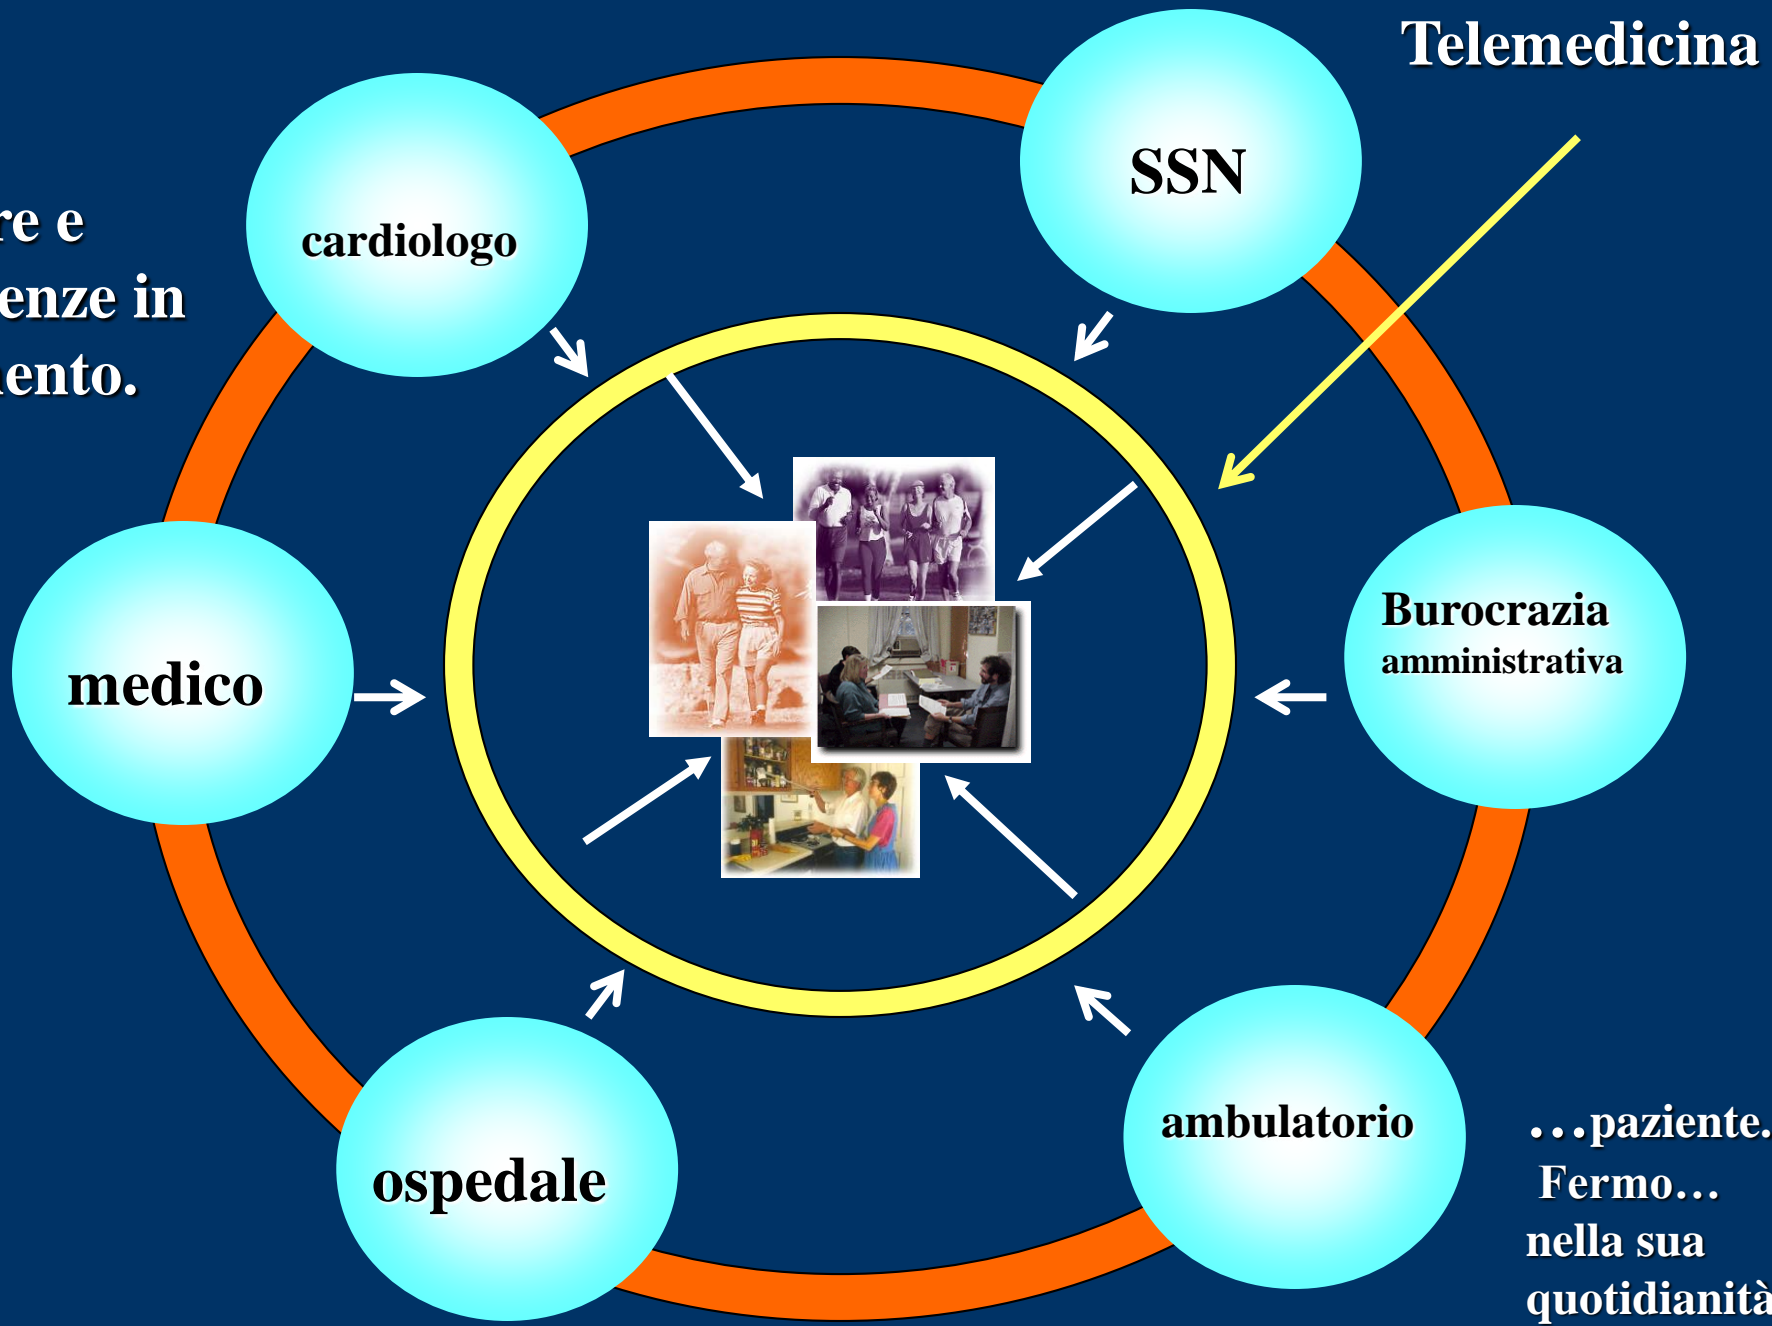 Telemedicina
re e
enze in
ento.
cardiologo
SSN
medico
Burocrazia
amministrativa
ospedale
ambulatorio
...paziente.
Fermo...
nella sua
quotidianità